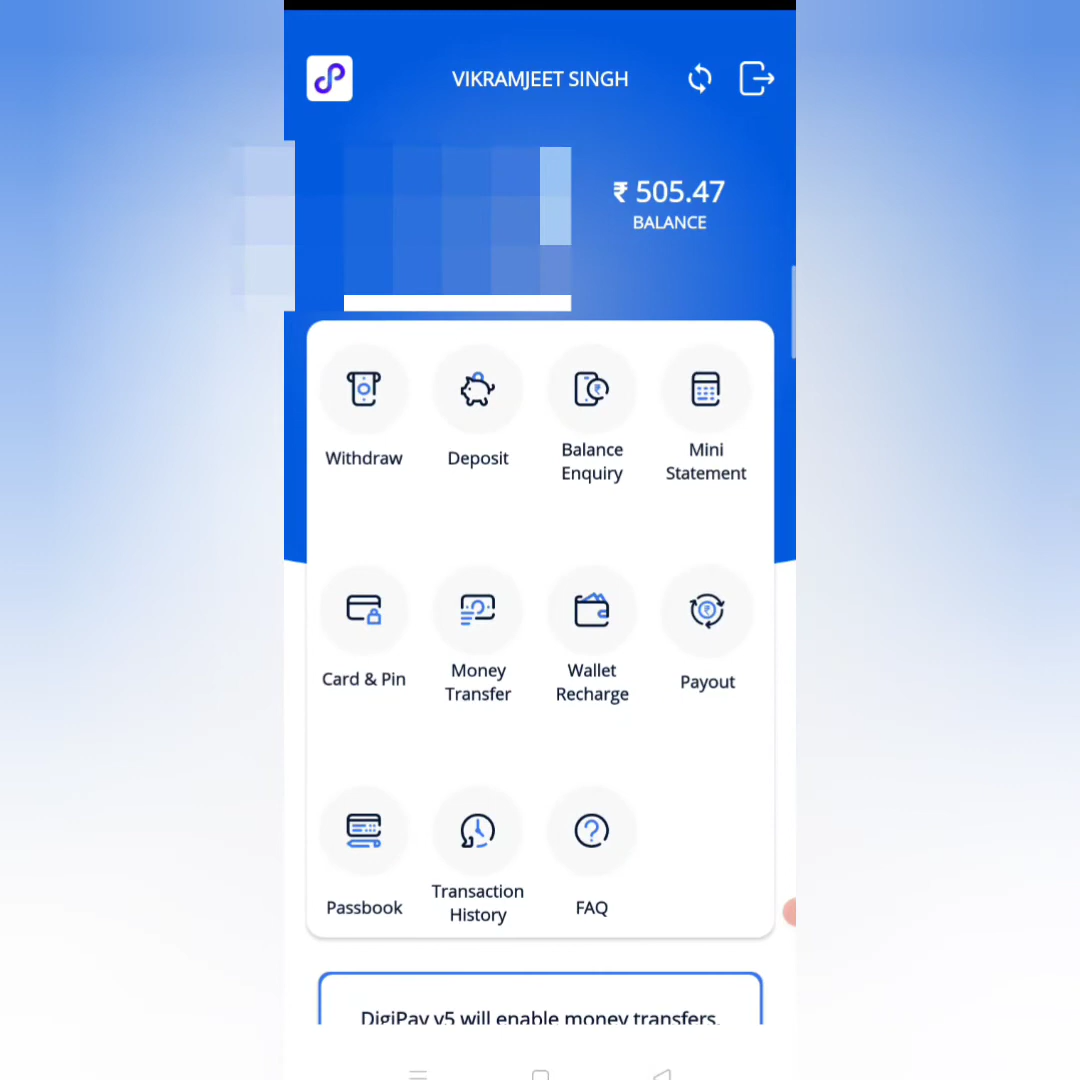 VIKRAMJEET SINGH
₹ 505.47
BALANCE
Withdraw
Deposit
Balance
Enquiry
Mini
Statement
Card & Pin
Money
Transfer
Wallet
Recharge
Payout
Passbook
Transaction
History
FAQ
DigiPay v5 will enable money transfers,